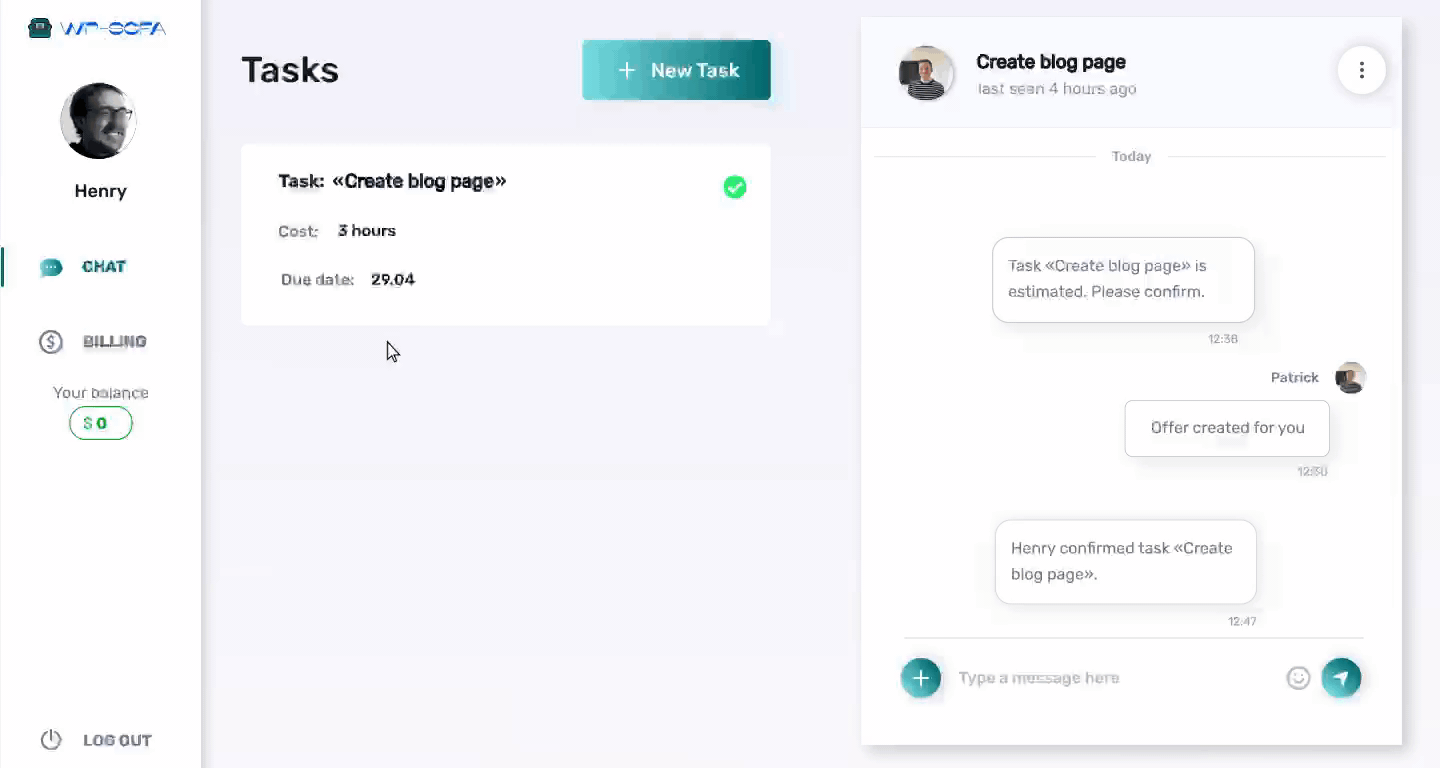 WP-SOFA
Henry
CHAT
BILLING
Your balance
$ 0
LOG OUT
Tasks
+ New Task
Task: «Create blog page»
Cost: 3 hours
Due date: 29.04
Create blog page
last seen 4 hours ago
Today
Task «Create blog page» is
estimated. Please confirm.
12:38
Patrick
Offer created for you
Henry confirmed task «Create
blog page».
12:47
Type a message here